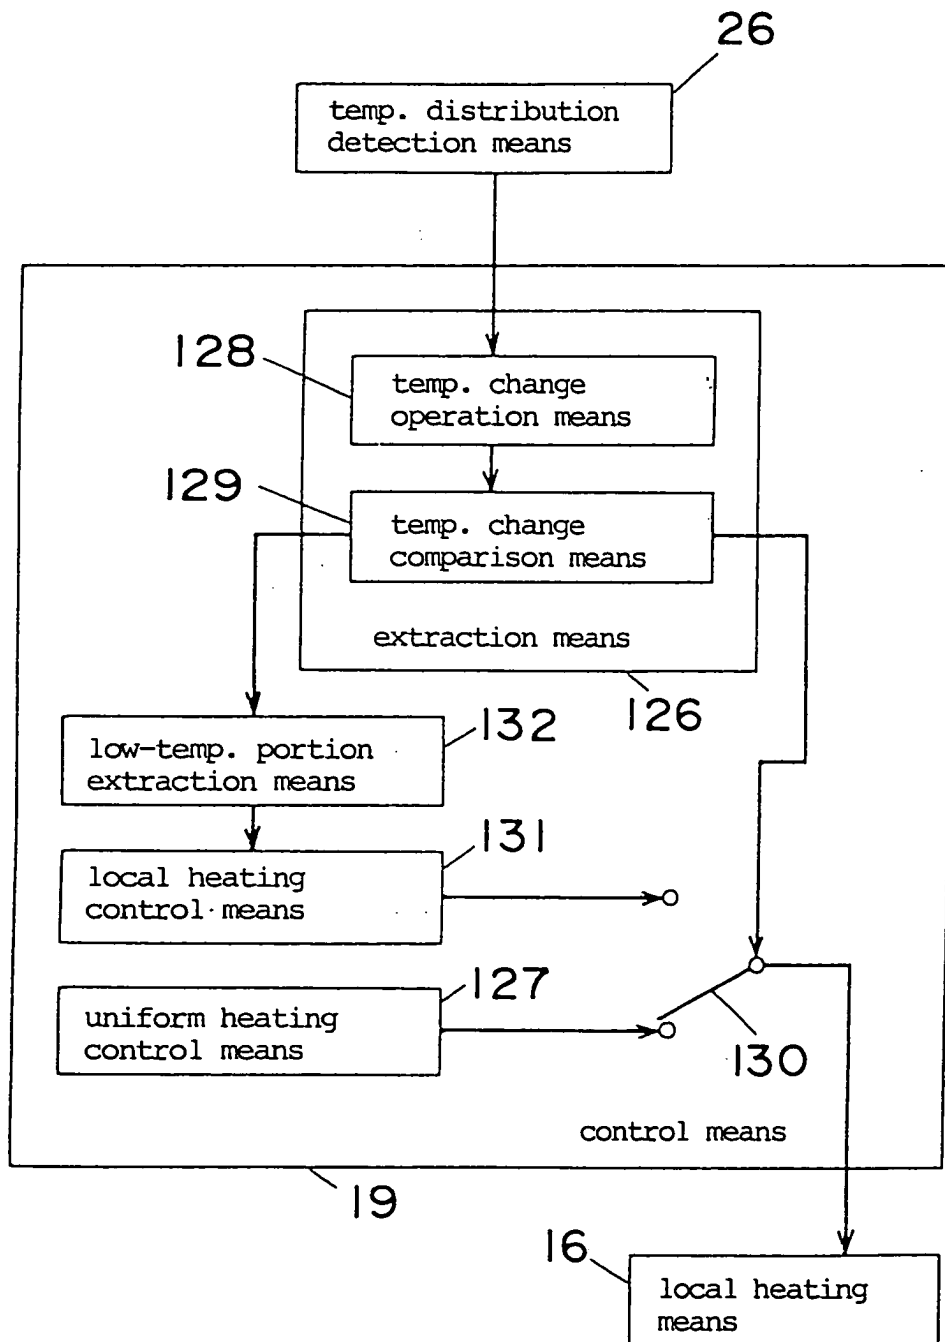 26
temp. distribution
detection means
128
temp. change
operation means
129
temp. change
comparison means
extraction means
126
132
low-temp. portion
extraction means
131
local heating
control means
127
uniform heating
control means
130
control means
19
16
local heating
means